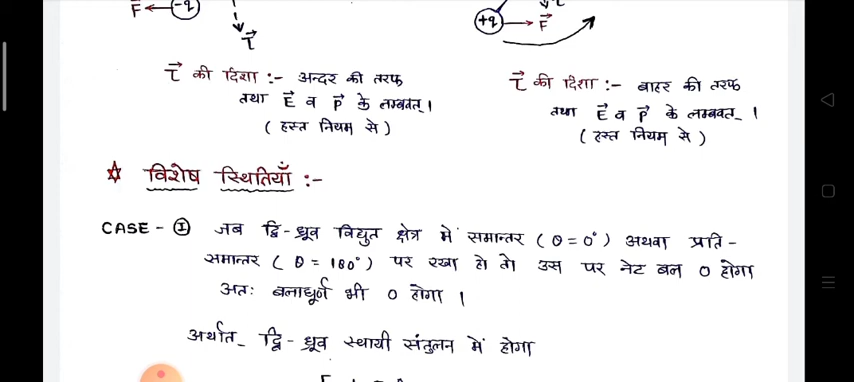 F −q
τ
+q F
τ की दिशा :- अन्दर की तरफ
तथा E व P के लम्बवत् ।
( हस्त नियम से )
τ की दिशा :- बाहर की तरफ
तथा E व P के लम्बवत् ।
( हस्त नियम से )
☆ विशेष स्थितियाँ :-
CASE - I जब द्वि-ध्रुव विद्युत क्षेत्र में समान्तर ( θ = 0° ) अथवा प्रति-
समान्तर ( θ = 180° ) पर रखा हो तो उस पर नेट बल 0 होगा
अतः बलाघूर्ण भी 0 होगा ।
अर्थात् द्वि-ध्रुव स्थायी संतुलन में होगा